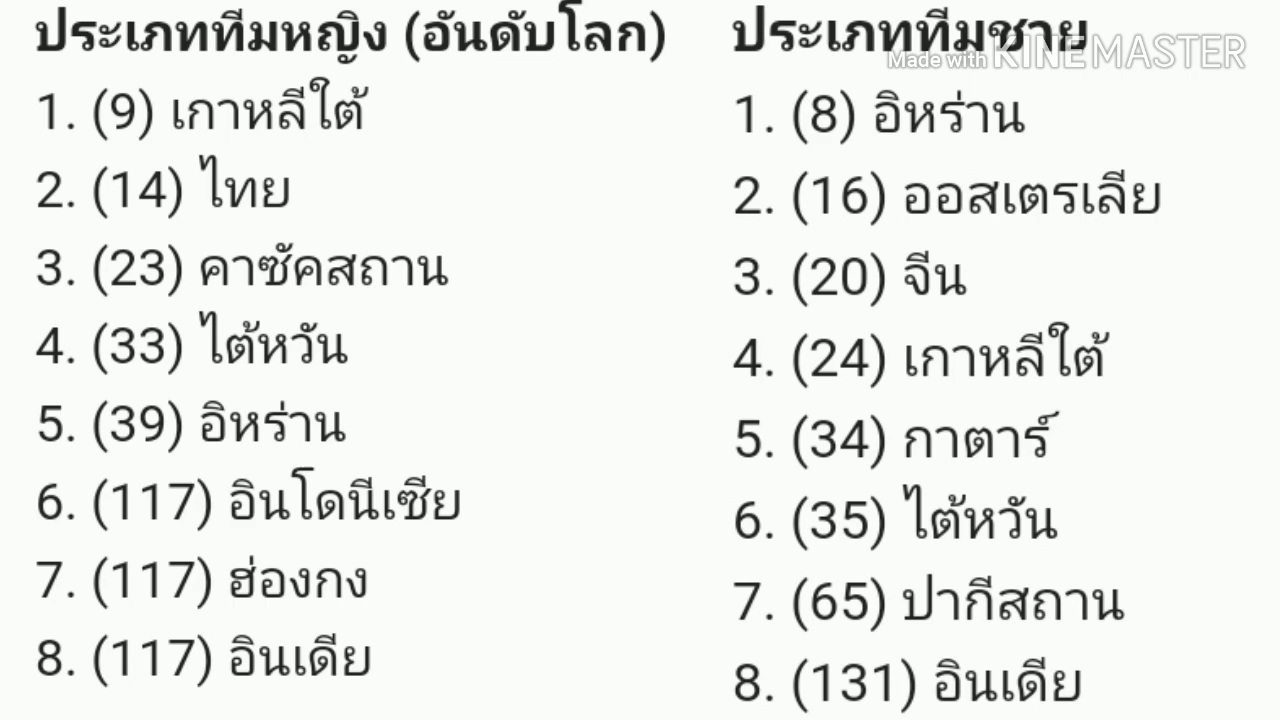 ประเภททีมหญิง (อันดับโลก)
1. (9) เกาหลีใต้
2. (14) ไทย
3. (23) คาซัคสถาน
4. (33) ไต้หวัน
5. (39) อิหร่าน
6. (117) อินโดนีเซีย
7. (117) ฮ่องกง
8. (117) อินเดีย
ประเภททีมชาย
Made with KINEMASTER
1. (8) อิหร่าน
2. (16) ออสเตรเลีย
3. (20) จีน
4. (24) เกาหลีใต้
5. (34) กาตาร์
6. (35) ไต้หวัน
7. (65) ปากีสถาน
8. (131) อินเดีย